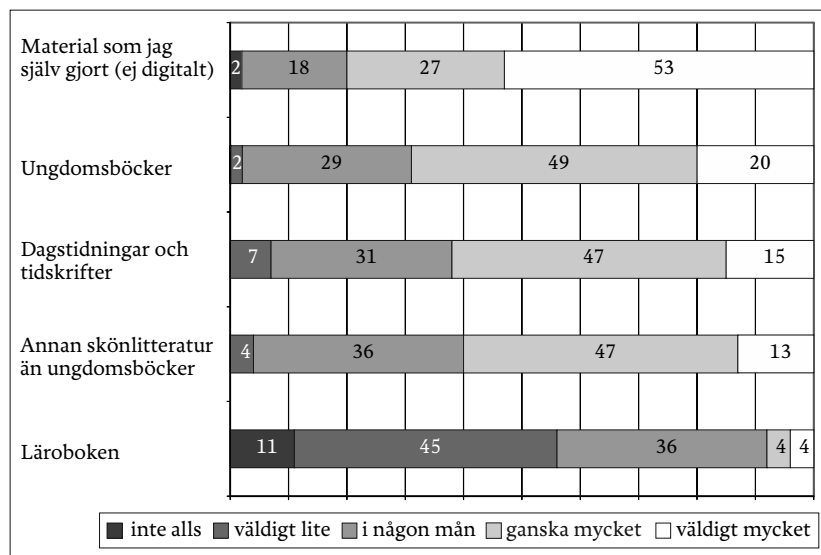 Material som jag
själv gjort (ej digitalt)
2 18 27 53
Ungdomsböcker
2 29 49 20
Dagstidningar och
tidskrifter
7 31 47 15
Annan skönlitteratur
än ungdomsböcker
4 36 47 13
Läroboken
11 45 36 4 4
inte alls väldigt lite i någon mån ganska mycket väldigt mycket